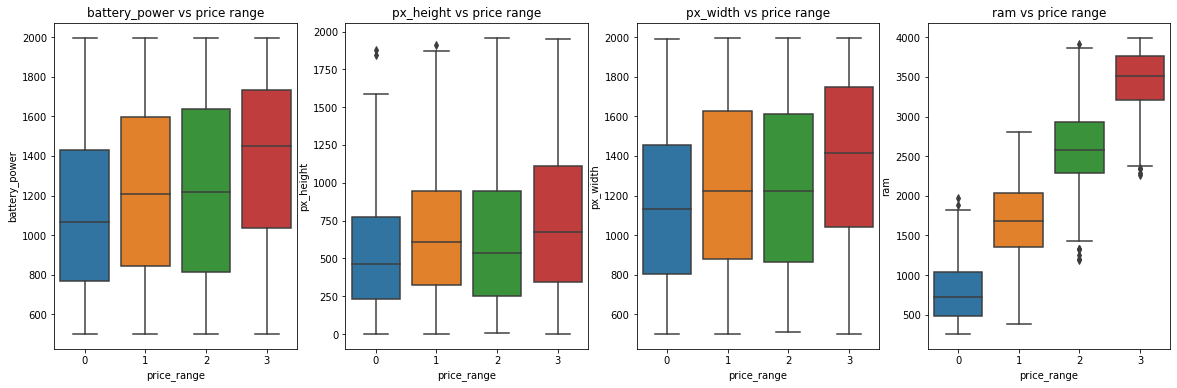 battery_power vs price range
px_height vs price range
px_width vs price range
ram vs price range
battery_power
2000
1800
1600
1400
1200
1000
800
600
0 1 2 3
price_range
px_height
2000
1750
1500
1250
1000
750
500
250
0
0 1 2 3
price_range
px_width
2000
1800
1600
1400
1200
1000
800
600
0 1 2 3
price_range
ram
4000
3500
3000
2500
2000
1500
1000
500
0 1 2 3
price_range